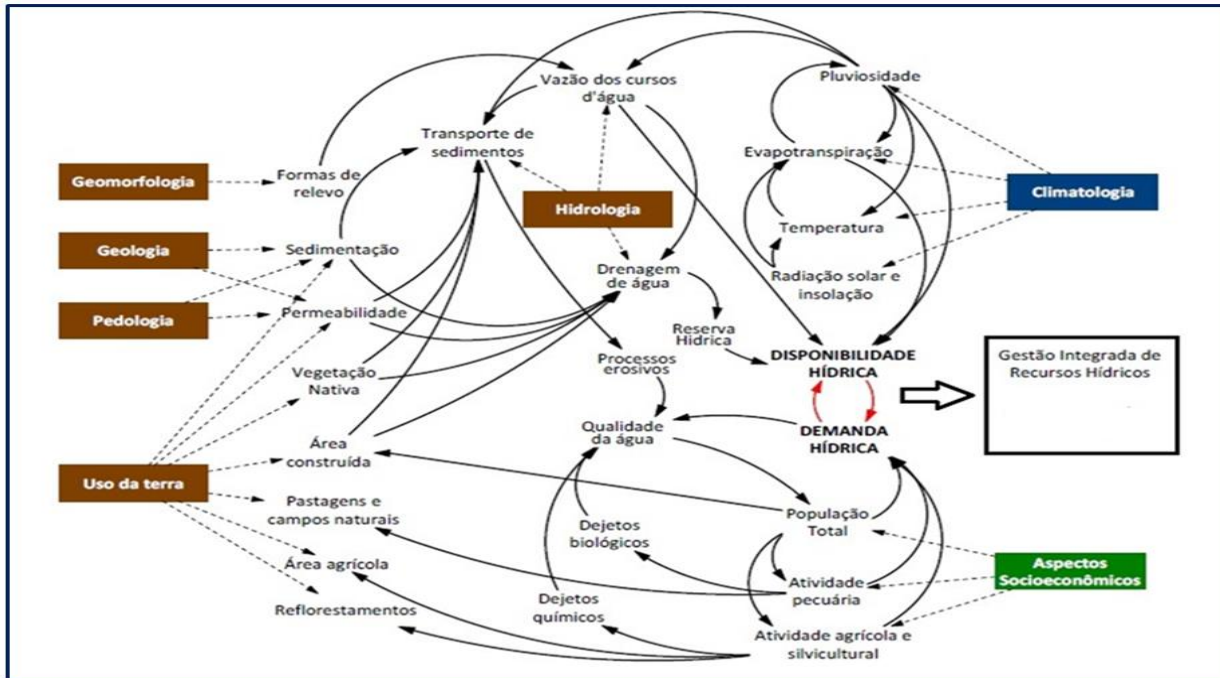 Vazão dos cursos
d'água
Pluviosidade
Transporte de
sedimentos
Evapotranspiração
Geomorfologia
Formas de
relevo
Hidrologia
Climatologia
Temperatura
Geologia
Sedimentação
Drenagem
de água
Radiação solar e
insolação
Pedologia
Permeabilidade
Reserva
Hidrica
Processos
erosivos
DISPONIBILIDADE
HÍDRICA
Gestão Integrada de
Recursos Hídricos
Vegetação
Nativa
Qualidade
da água
DEMANDA
HÍDRICA
Área
construída
Uso da terra
Pastagens e
campos naturais
População
Total
Dejetos
biológicos
Área agrícola
Atividade
pecuária
Aspectos
Socioeconômicos
Reflorestamentos
Dejetos
químicos
Atividade agrícola e
silvicultural